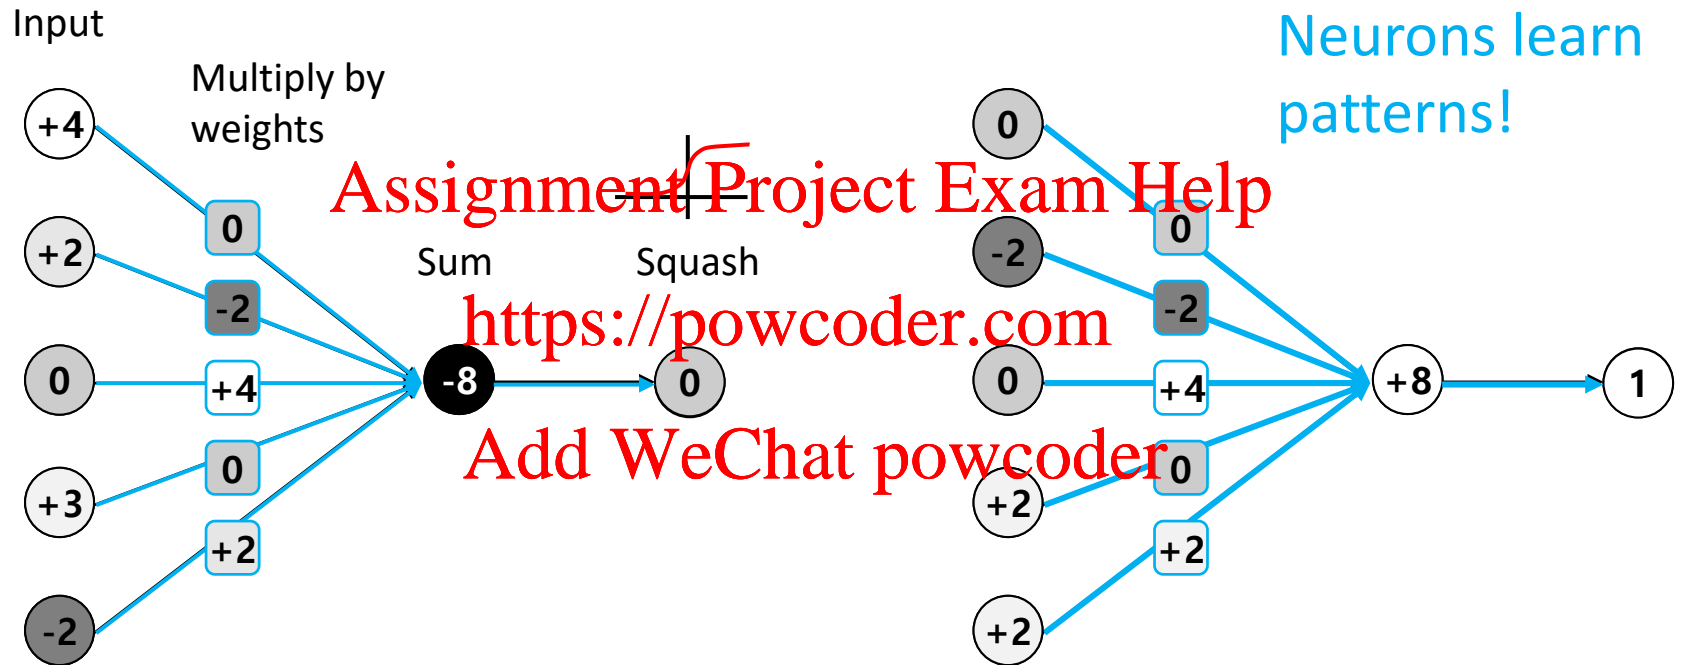 Input
Neurons learn
patterns!
Multiply by
weights
+4
0
+2
-2
0
+4
+3
0
-2
+2
Sum
Squash
-8
0
Assignment Project Exam Help
https://powcoder.com
Add WeChat powcoder
0
0
-2
-2
0
+4
+2
0
+2
+2
+8
1